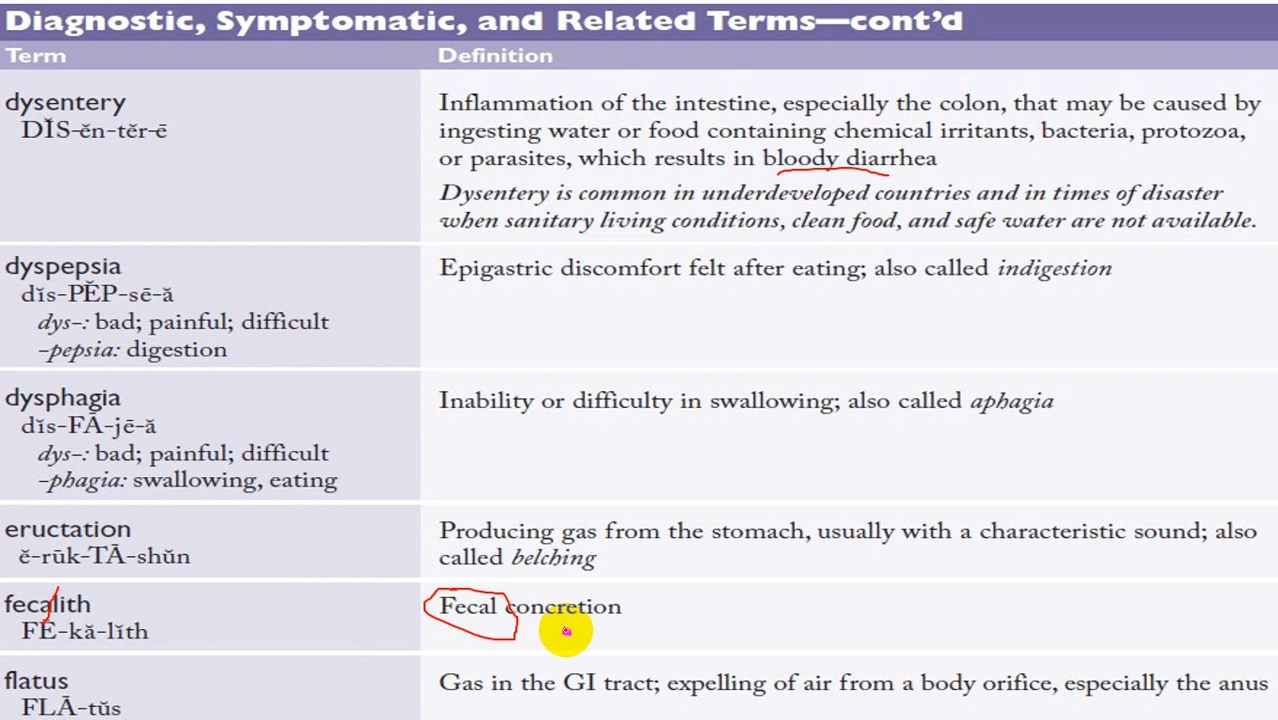 Diagnostic, Symptomatic, and Related Terms—cont’d
Term Definition
dysentery
DĬS-ĕn-tĕr-ē
Inflammation of the intestine, especially the colon, that may be caused by
ingesting water or food containing chemical irritants, bacteria, protozoa,
or parasites, which results in bloody diarrhea
Dysentery is common in underdeveloped countries and in times of disaster
when sanitary living conditions, clean food, and safe water are not available.
dyspepsia
dĭs-PĔP-sē-ă
dys-: bad; painful; difficult
-pepsia: digestion
Epigastric discomfort felt after eating; also called indigestion
dysphagia
dĭs-FĀ-jē-ă
dys-: bad; painful; difficult
-phagia: swallowing, eating
Inability or difficulty in swallowing; also called aphagia
eructation
ĕ-rŭk-TĀ-shŭn
Producing gas from the stomach, usually with a characteristic sound; also
called belching
fecalith
FĒ-kă-lĭth
Fecal concretion
flatus
FLĀ-tŭs
Gas in the GI tract; expelling of air from a body orifice, especially the anus